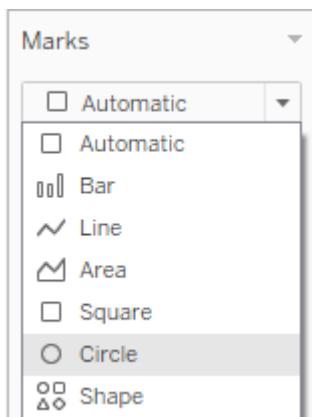 Marks
Automatic
Automatic
Bar
Line
Area
Square
Circle
Shape